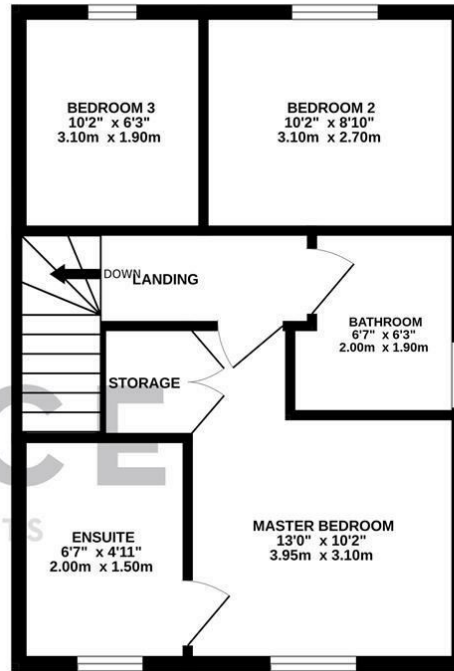 BEDROOM 3
10'2" x 6'3"
3.10m x 1.90m
BEDROOM 2
10'2" x 8'10"
3.10m x 2.70m
DOWN
LANDING
BATHROOM
6'7" x 6'3"
2.00m x 1.90m
STORAGE
CE
TS
ENSUITE
6'7" x 4'11"
2.00m x 1.50m
MASTER BEDROOM
13'0" x 10'2"
3.95m x 3.10m